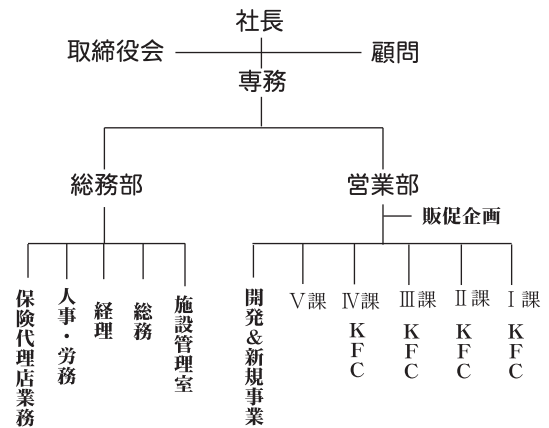 社長
取締役会
顧問
専務
総務部
営業部
販促企画
保険代理店業務
人事・労務
経理
総務
施設管理室
開発&新規事業
Ⅴ課
Ⅳ課
KFC
Ⅲ課
KFC
Ⅱ課
KFC
Ⅰ課
KFC